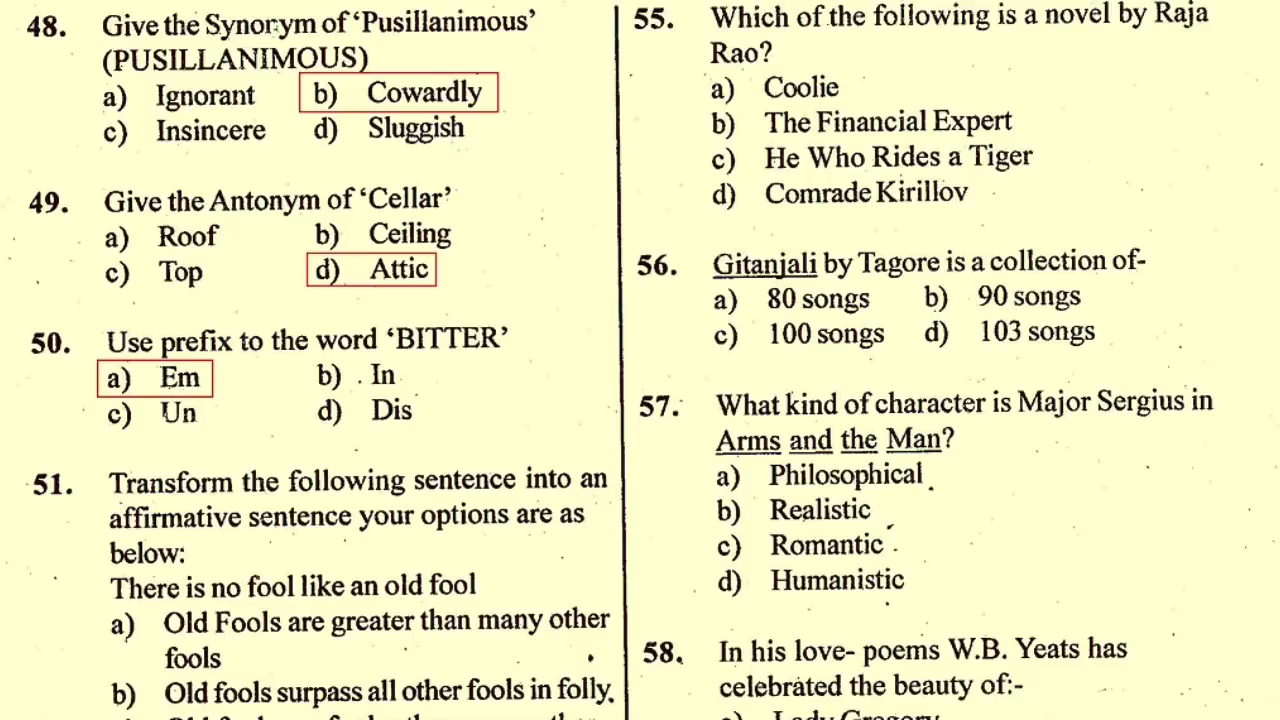 48. Give the Synonym of ‘Pusillanimous’
(PUSILLANIMOUS)
a) Ignorant b) Cowardly
c) Insincere d) Sluggish
49. Give the Antonym of ‘Cellar’
a) Roof b) Ceiling
c) Top d) Attic
50. Use prefix to the word ‘BITTER’
a) Em b) In
c) Un d) Dis
51. Transform the following sentence into an
affirmative sentence your options are as
below:
There is no fool like an old fool
a) Old Fools are greater than many other
fools
b) Old fools surpass all other fools in folly.
55. Which of the following is a novel by Raja
Rao?
a) Coolie
b) The Financial Expert
c) He Who Rides a Tiger
d) Comrade Kirillov
56. Gitanjali by Tagore is a collection of-
a) 80 songs b) 90 songs
c) 100 songs d) 103 songs
57. What kind of character is Major Sergius in
Arms and the Man?
a) Philosophical
b) Realistic
c) Romantic
d) Humanistic
58. In his love- poems W.B. Yeats has
celebrated the beauty of:-
a) Lady Gregory